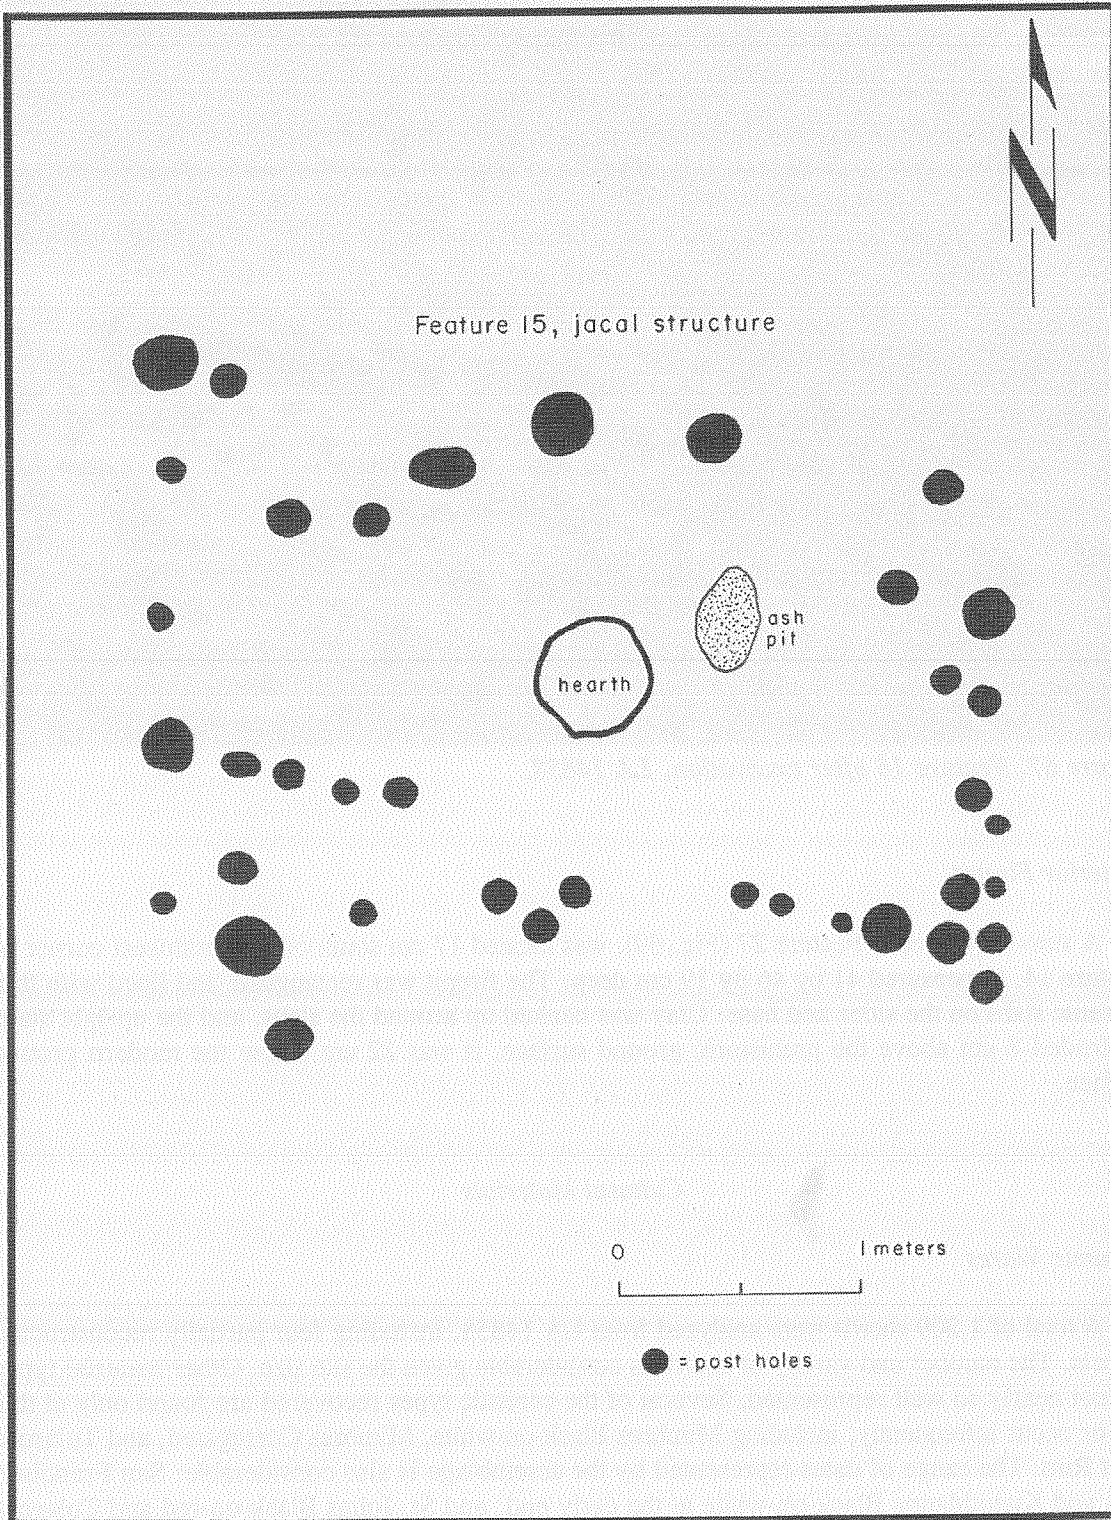 N
Feature 15, jacal structure
ash
pit
hearth
0 1 meters
= post holes